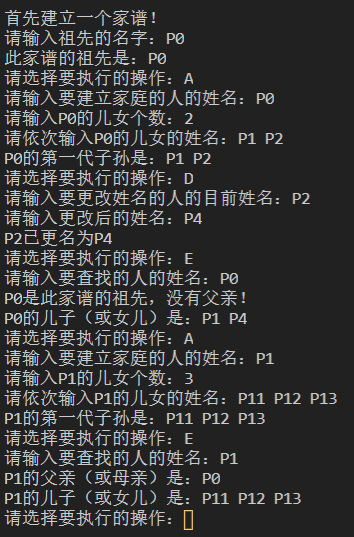 首先建立一个家谱！
请输入祖先的名字：P0
此家谱的祖先是：P0
请选择要执行的操作：A
请输入要建立家庭的人的姓名：P0
请输入P0的儿女个数：2
请依次输入P0的儿女的姓名：P1 P2
P0的第一代子孙是：P1 P2
请选择要执行的操作：D
请输入要更改姓名的人的目前姓名：P2
请输入更改后的姓名：P4
P2已更名为P4
请选择要执行的操作：E
请输入要查找的人的姓名：P0
P0是此家谱的祖先，没有父亲！
P0的儿子（或女儿）是：P1 P4
请选择要执行的操作：A
请输入要建立家庭的人的姓名：P1
请输入P1的儿女个数：3
请依次输入P1的儿女的姓名：P11 P12 P13
P1的第一代子孙是：P11 P12 P13
请选择要执行的操作：E
请输入要查找的人的姓名：P1
P1的父亲（或母亲）是：P0
P1的儿子（或女儿）是：P11 P12 P13
请选择要执行的操作：